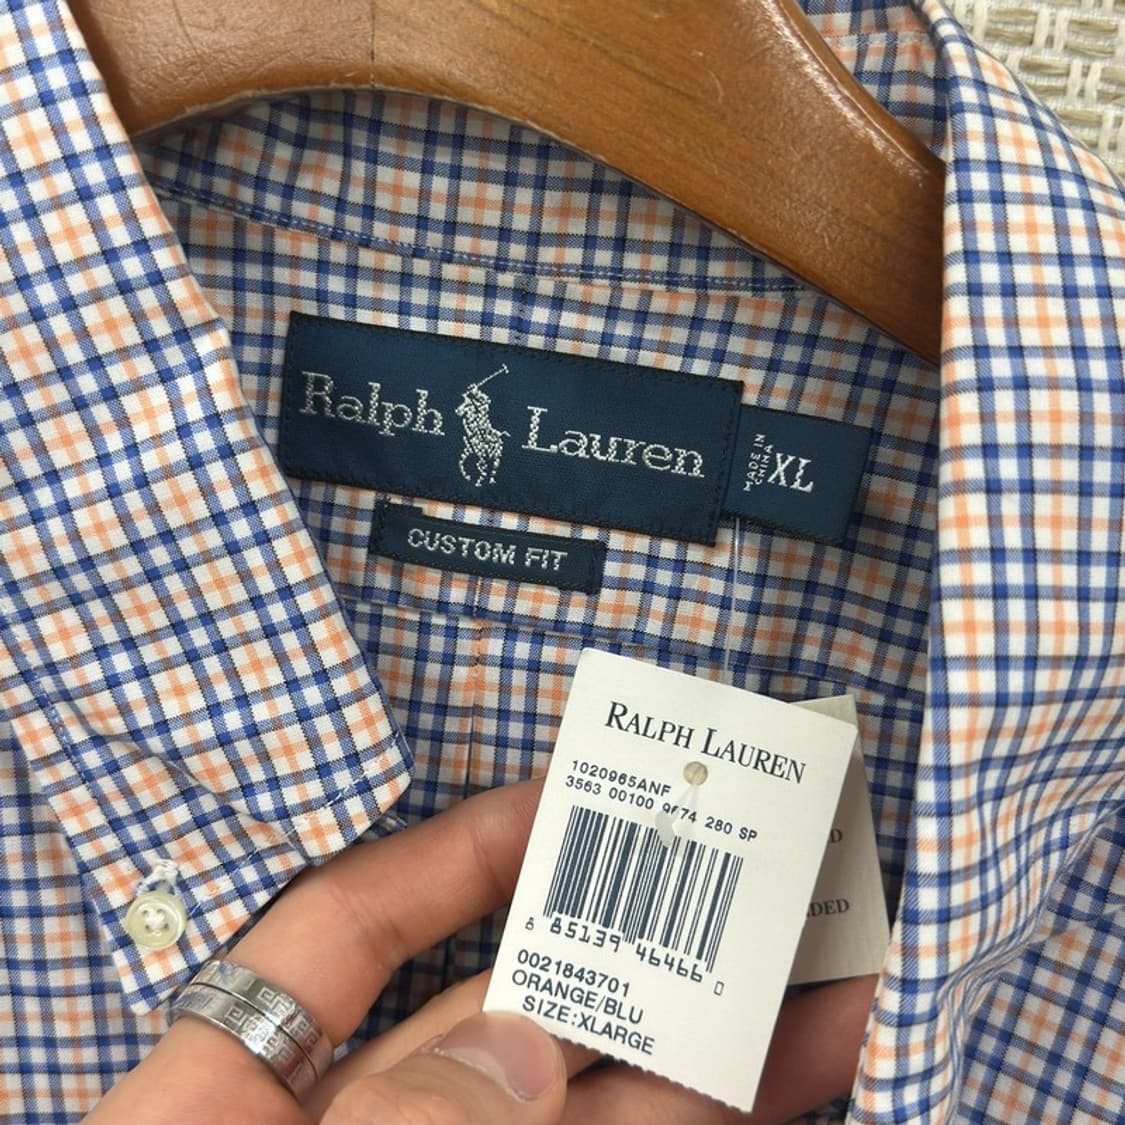 Ralph Lauren
MADE IN
CHINA
XL
CUSTOM FIT
RALPH LAUREN
1020965ANF
3563 00100 9674 280 SP
8 85139 46466 0
0021843701
ORANGE/BLU
SIZE:XLARGE